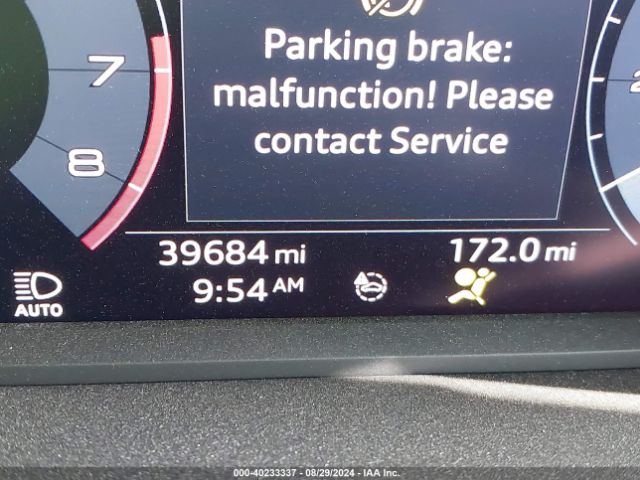 Parking brake:
malfunction! Please
contact Service
7
8
2
39684 mi
172.0 mi
9:54 AM
AUTO
000-40233337 - 08/29/2024 - IAA Inc.